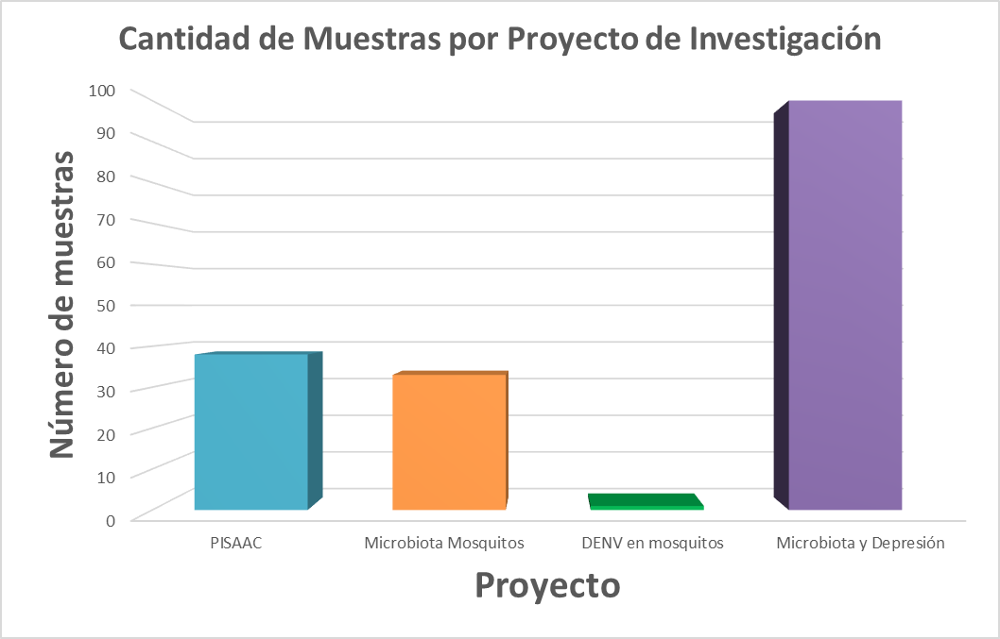 Cantidad de Muestras por Proyecto de Investigación
Número de muestras
100
90
80
70
60
50
40
30
20
10
0
PISAAC
Microbiota Mosquitos
DENV en mosquitos
Microbiota y Depresión
Proyecto